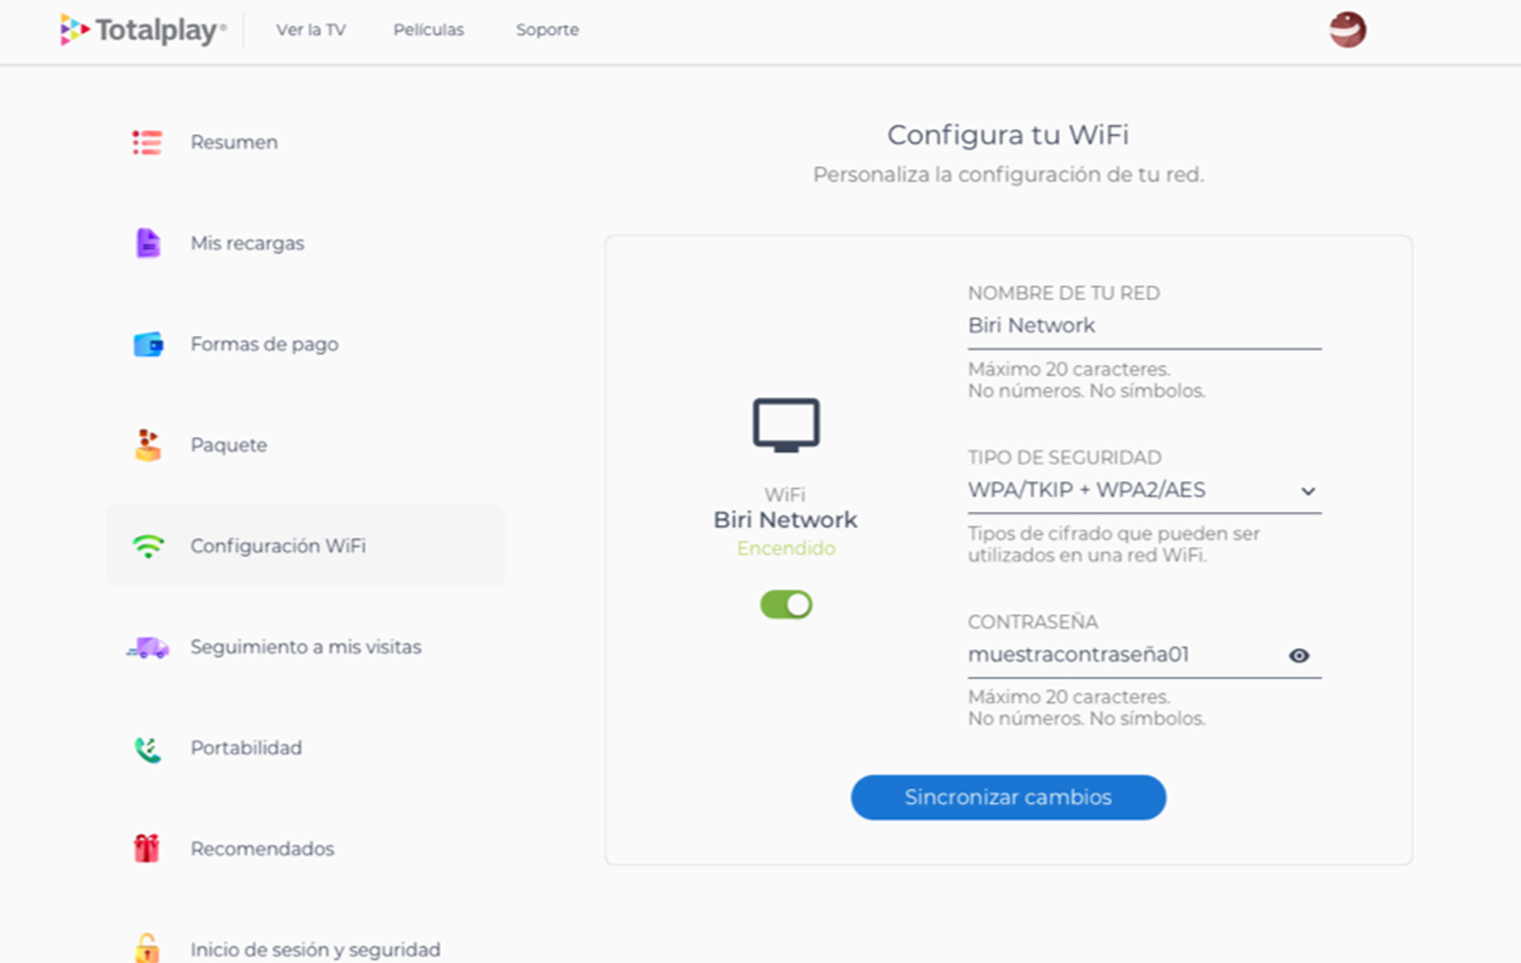 Totalplay®
Ver la TV
Películas
Soporte
Resumen
Mis recargas
Formas de pago
Paquete
Configuración WiFi
Seguimiento a mis visitas
Portabilidad
Recomendados
Inicio de sesión y seguridad
Configura tu WiFi
Personaliza la configuración de tu red.
WiFi
Biri Network
Encendido
NOMBRE DE TU RED
Biri Network
Máximo 20 caracteres.
No números. No símbolos.
TIPO DE SEGURIDAD
WPA/TKIP + WPA2/AES
Tipos de cifrado que pueden ser
utilizados en una red WiFi.
CONTRASEÑA
muestracontraseña01
Máximo 20 caracteres.
No números. No símbolos.
Sincronizar cambios